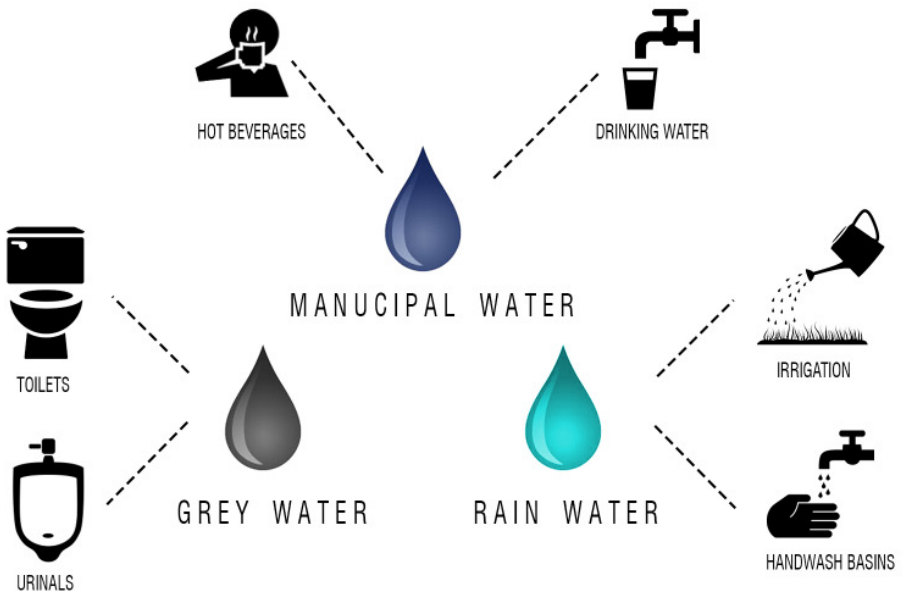 HOT BEVERAGES
DRINKING WATER
MANUCIPAL WATER
TOILETS
IRRIGATION
GREY WATER
RAIN WATER
URINALS
HANDWASH BASINS